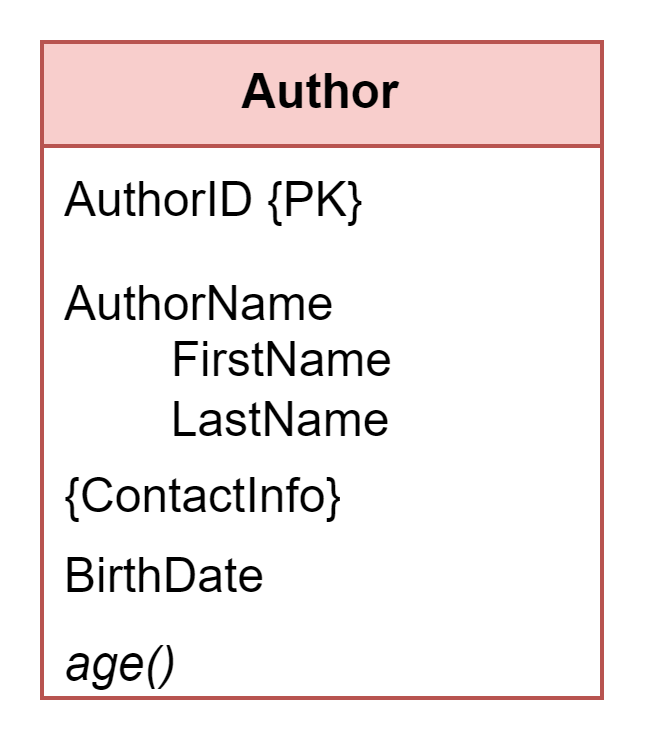 Author
AuthorID {PK}
AuthorName
FirstName
LastName
{ContactInfo}
BirthDate
age()